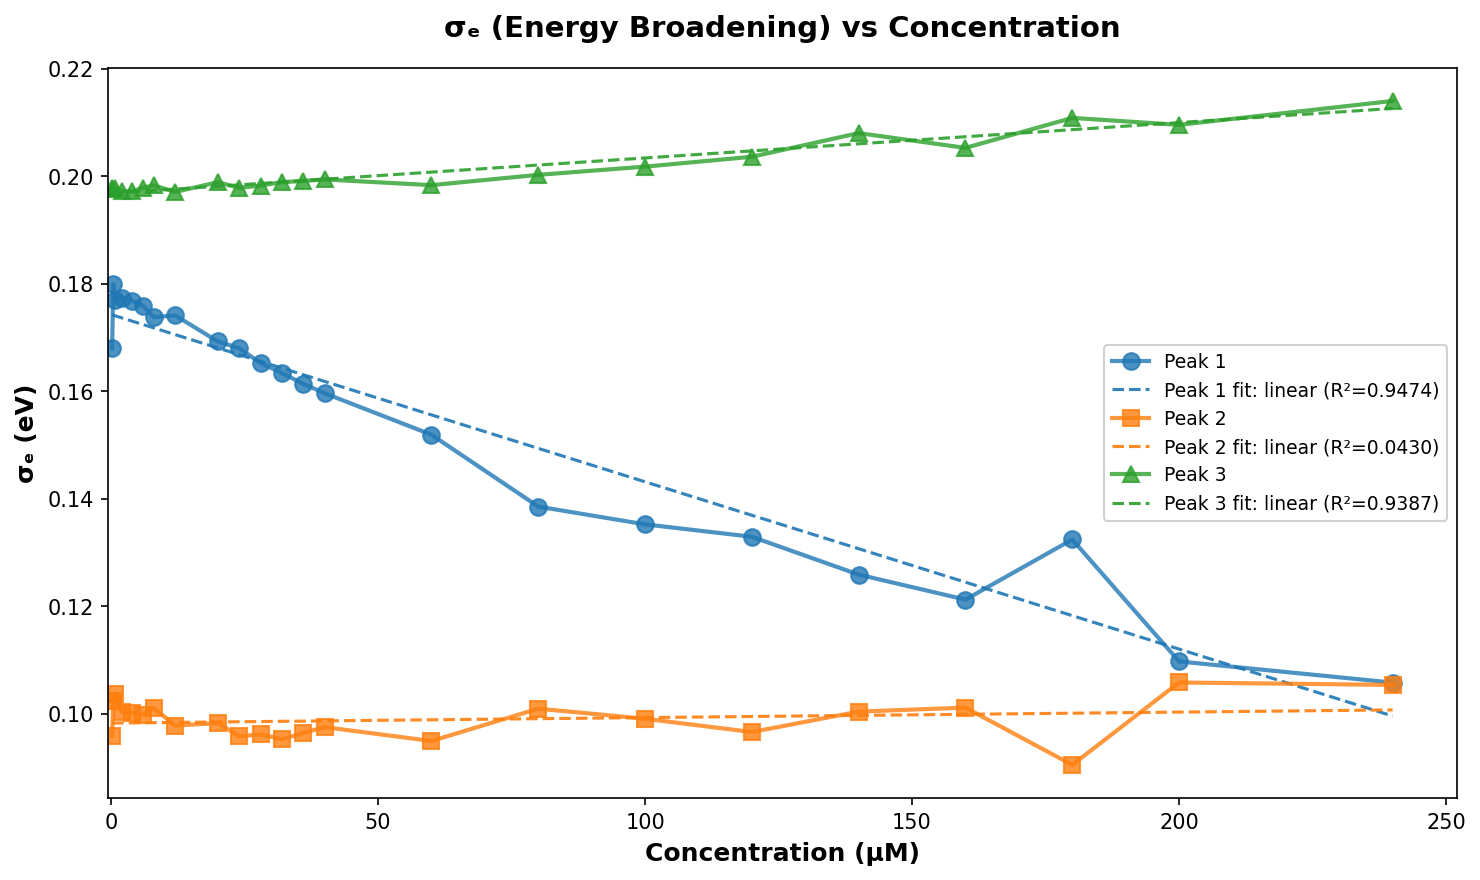 σₑ (Energy Broadening) vs Concentration
0.22
0.20
0.18
0.16
0.14
0.12
0.10
σₑ (eV)
Peak 1
Peak 1 fit: linear (R²=0.9474)
Peak 2
Peak 2 fit: linear (R²=0.0430)
Peak 3
Peak 3 fit: linear (R²=0.9387)
0 50 100 150 200 250
Concentration (μM)